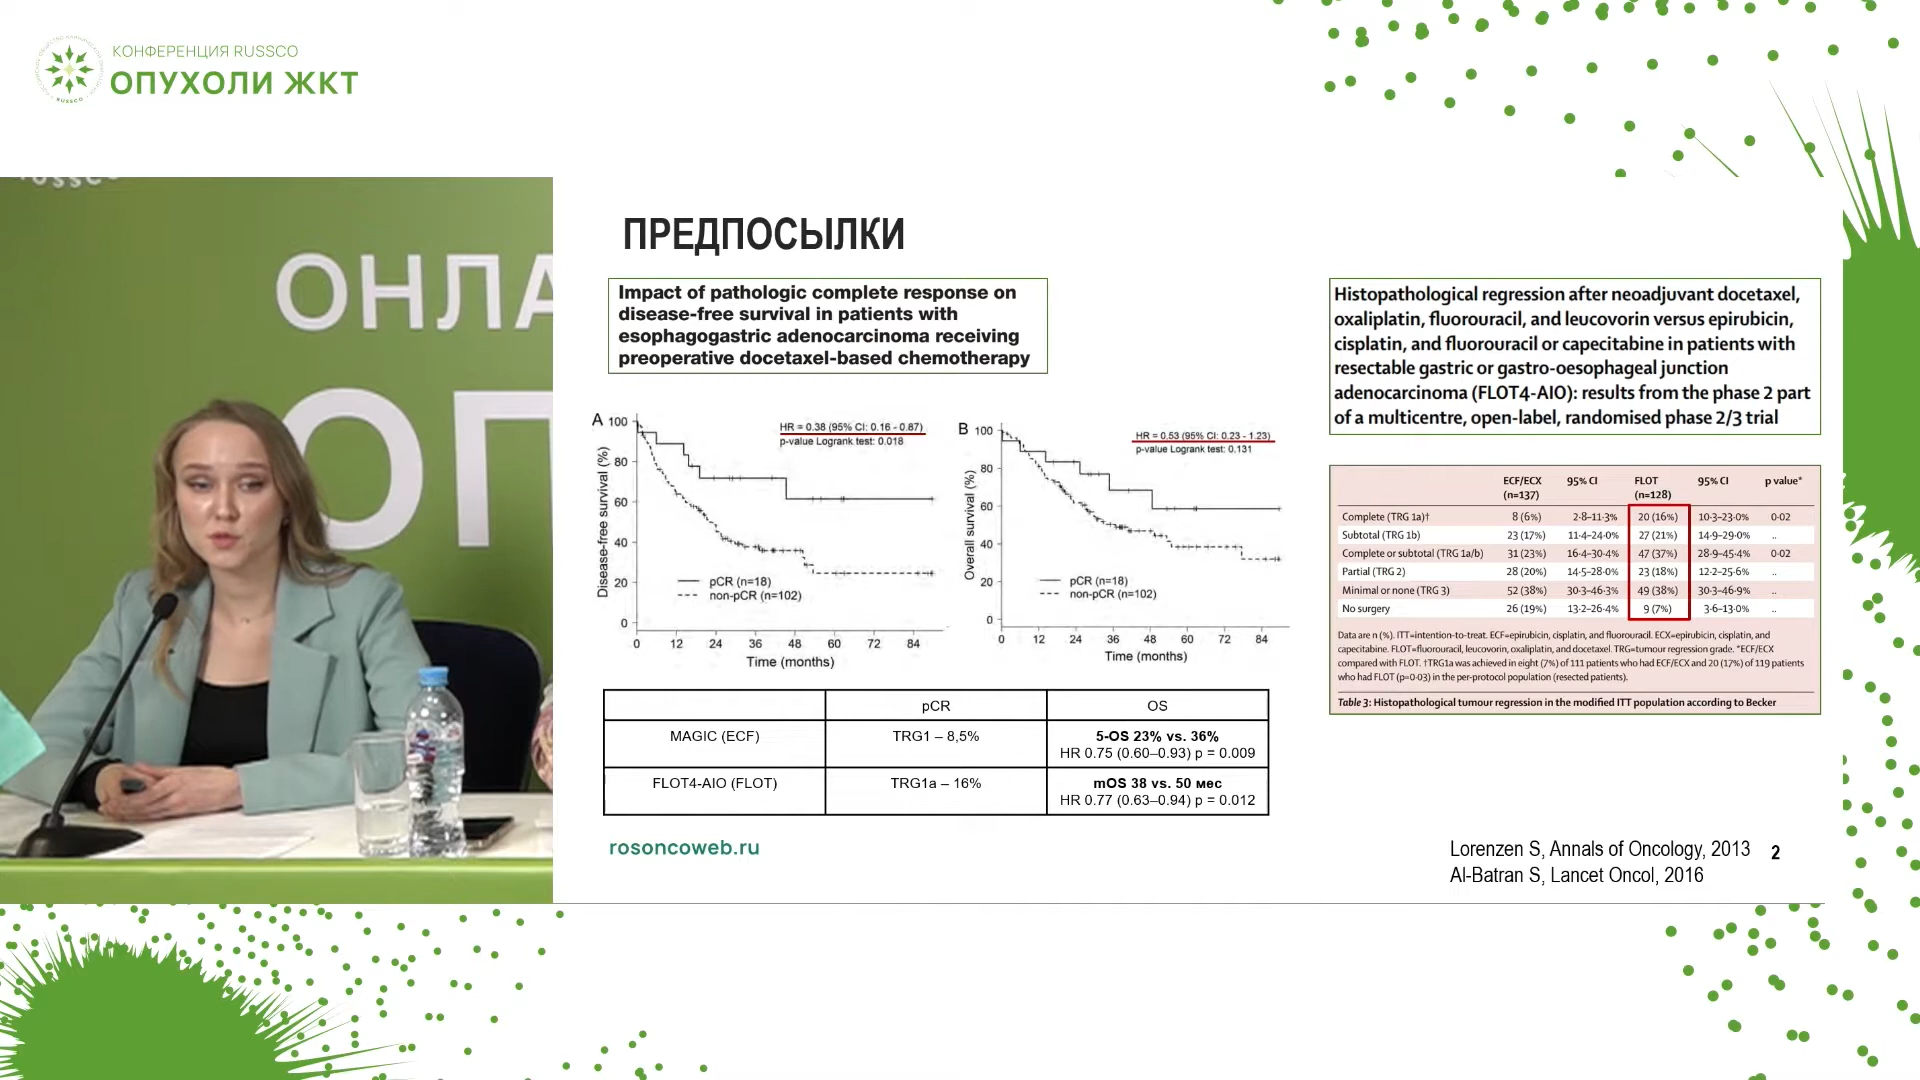 КОНФЕРЕНЦИЯ RUSSCO
ОПУХОЛИ ЖКТ
RUSSCO
ОНЛА
ОП
ПРЕДПОСЫЛКИ
Impact of pathologic complete response on
disease-free survival in patients with
esophagogastric adenocarcinoma receiving
preoperative docetaxel-based chemotherapy
A
HR = 0.38 (95% CI: 0.16 - 0.87)
p-value Logrank test: 0.018
Disease-free survival (%)
100
80
60
40
20
0
pCR (n=18)
non-pCR (n=102)
0 12 24 36 48 60 72 84
Time (months)
B
HR = 0,53 (95% CI: 0.23 - 1.23)
p-value Logrank test: 0.131
Overall survival (%)
100
80
60
40
20
0
pCR (n=18)
non-pCR (n=102)
0 12 24 36 48 60 72 84
Time (months)
pCR OS
MAGIC (ECF) TRG1 – 8,5% 5-OS 23% vs. 36%
HR 0.75 (0.60–0.93) p = 0.009
FLOT4-AIO (FLOT) TRG1a – 16% mOS 38 vs. 50 мес
HR 0.77 (0.63–0.94) p = 0.012
rosoncoweb.ru
Histopathological regression after neoadjuvant docetaxel,
oxaliplatin, fluorouracil, and leucovorin versus epirubicin,
cisplatin, and fluorouracil or capecitabine in patients with
resectable gastric or gastro-oesophageal junction
adenocarcinoma (FLOT4-AIO): results from the phase 2 part
of a multicentre, open-label, randomised phase 2/3 trial
ECF/ECX 95% CI FLOT 95% CI p value*
(n=137) (n=128)
Complete (TRG 1a)† 8 (6%) 2·8–11·3% 20 (16%) 10·3–23·0% 0·02
Subtotal (TRG 1b) 23 (17%) 11·4–24·0% 27 (21%) 14·9–29·0% ..
Complete or subtotal (TRG 1a/b) 31 (23%) 16·4–30·4% 47 (37%) 28·9–45·4% 0·02
Partial (TRG 2) 28 (20%) 14·5–28·0% 23 (18%) 12·2–25·6% ..
Minimal or none (TRG 3) 52 (38%) 30·3–46·3% 49 (38%) 30·3–46·9% ..
No surgery 26 (19%) 13·2–26·4% 9 (7%) 3·6–13·0% ..
Data are n (%). ITT=intention-to-treat. ECF=epirubicin, cisplatin, and fluorouracil. ECX=epirubicin, cisplatin, and
capecitabine. FLOT=fluorouracil, leucovorin, oxaliplatin, and docetaxel. TRG=tumour regression grade. *ECF/ECX
compared with FLOT. †TRG1a was achieved in eight (7%) of 111 patients who had ECF/ECX and 20 (17%) of 119 patients
who had FLOT (p=0·03) in the per-protocol population (resected patients).
Table 3: Histopathological tumour regression in the modified ITT population according to Becker
Lorenzen S, Annals of Oncology, 2013
2
Al-Batran S, Lancet Oncol, 2016